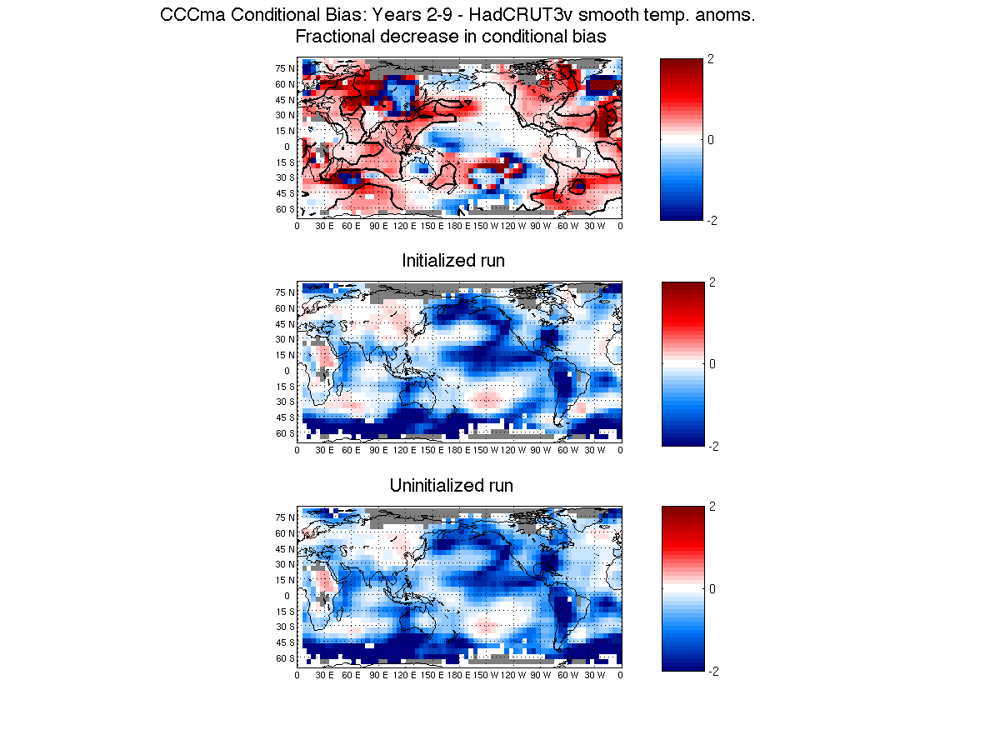 CCCma Conditional Bias: Years 2-9 - HadCRUT3v smooth temp. anoms.
Fractional decrease in conditional bias
75 N
60 N
45 N
30 N
15 N
0
15 S
30 S
45 S
60 S
0 30 E 60 E 90 E 120 E 150 E 180 E 150 W 120 W 90 W 60 W 30 W 0
2
0
-2
Initialized run
75 N
60 N
45 N
30 N
15 N
0
15 S
30 S
45 S
60 S
0 30 E 60 E 90 E 120 E 150 E 180 E 150 W 120 W 90 W 60 W 30 W 0
2
0
-2
Uninitialized run
75 N
60 N
45 N
30 N
15 N
0
15 S
30 S
45 S
60 S
0 30 E 60 E 90 E 120 E 150 E 180 E 150 W 120 W 90 W 60 W 30 W 0
2
0
-2